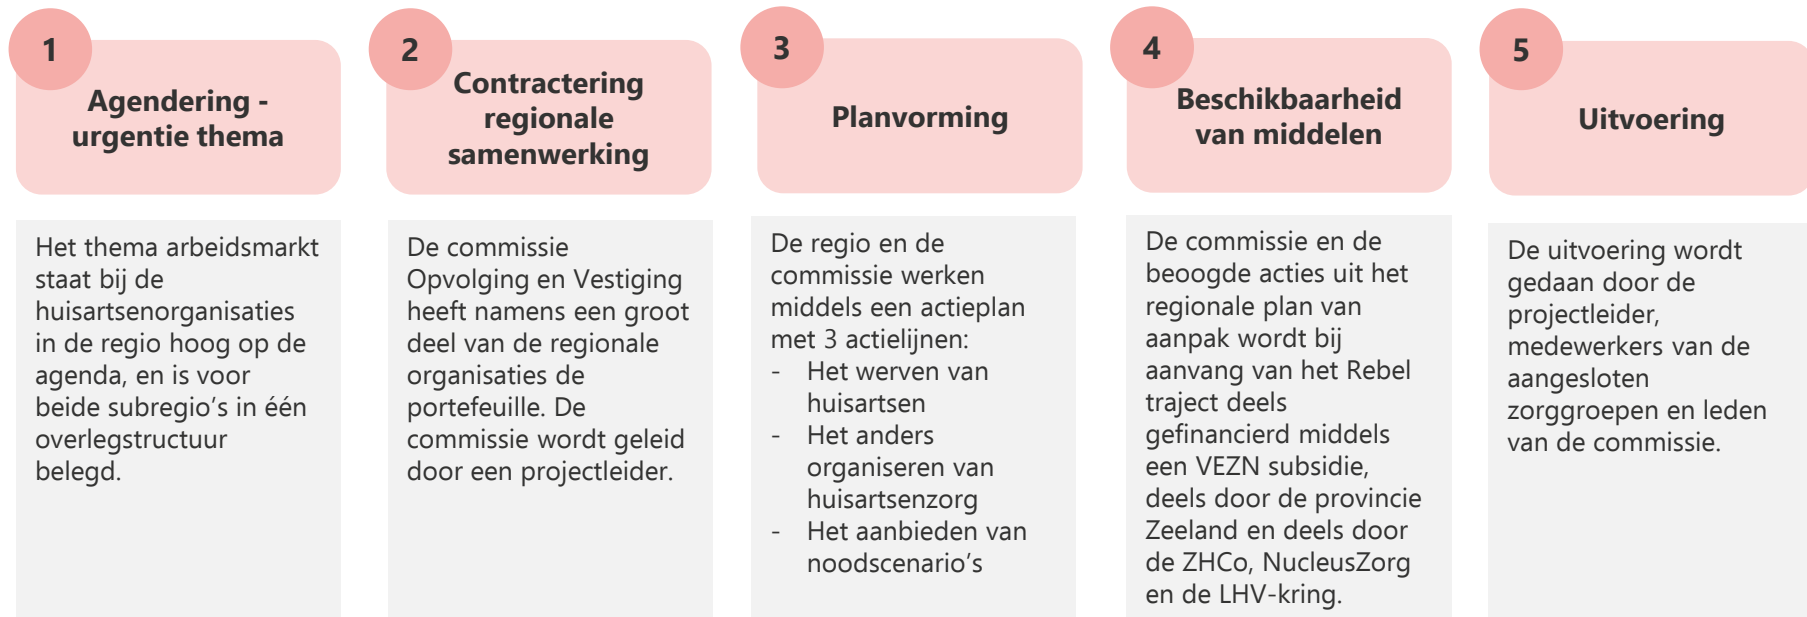 1
Agendering -
urgentie thema
Het thema arbeidsmarkt
staat bij de
huisartsenorganisaties
in de regio hoog op de
agenda, en is voor
beide subregio's in één
overlegstructuur
belegd.
2
Contractering
regionale
samenwerking
De commissie
Opvolging en Vestiging
heeft namens een groot
deel van de regionale
organisaties de
portefeuille. De
commissie wordt geleid
door een projectleider.
3
Planvorming
De regio en de
commissie werken
middels een actieplan
met 3 actielijnen:
- Het werven van
huisartsen
- Het anders
organiseren van
huisartsenzorg
- Het aanbieden van
noodscenario's
4
Beschikbaarheid
van middelen
De commissie en de
beoogde acties uit het
regionale plan van
aanpak wordt bij
aanvang van het Rebel
traject deels
gefinancierd middels
een VEZN subsidie,
deels door de provincie
Zeeland en deels door
de ZHCo, NucleusZorg
en de LHV-kring.
5
Uitvoering
De uitvoering wordt
gedaan door de
projectleider,
medewerkers van de
aangesloten
zorggroepen en leden
van de commissie.